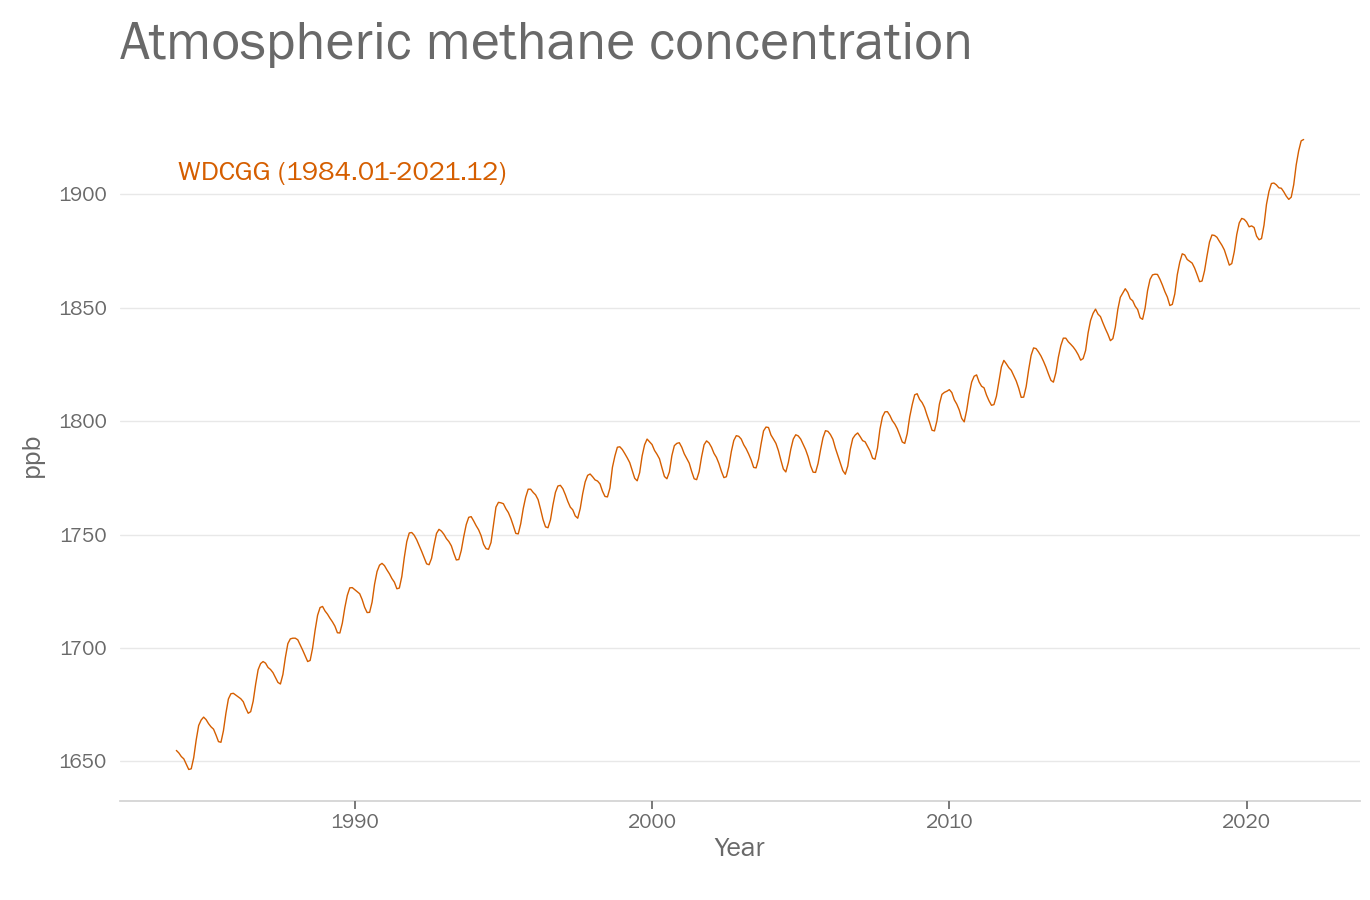 Atmospheric methane concentration
WDCGG (1984.01-2021.12)
1900
1850
1800
ppb
1750
1700
1650
1990 2000 2010 2020
Year